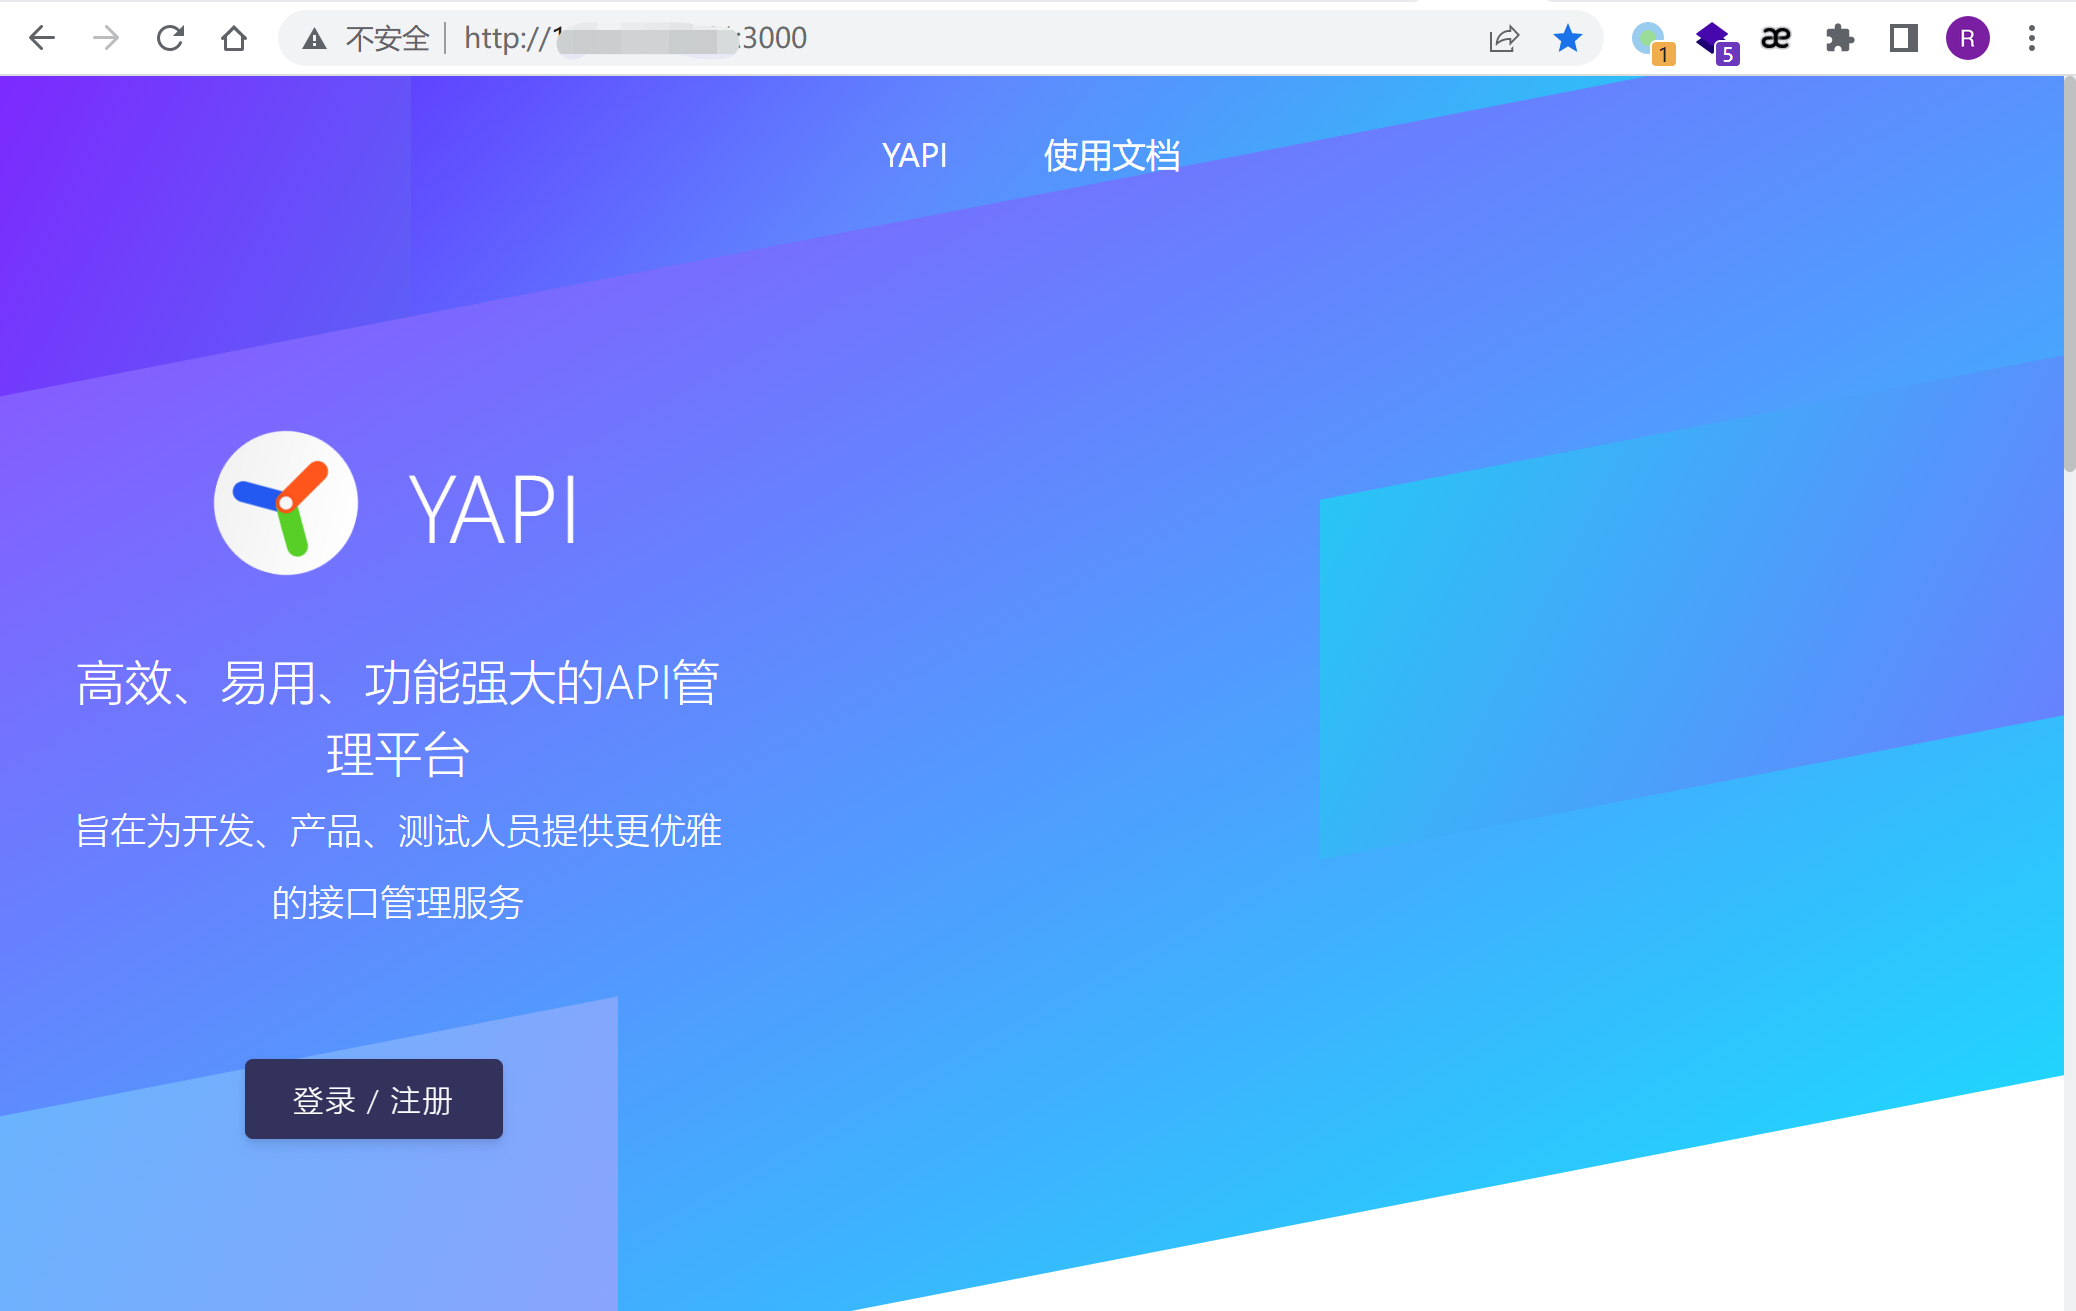 不安全 http://1 :3000
1
5
æ
R
YAPI 使用文档
YAPI
高效、易用、功能强大的API管
理平台
旨在为开发、产品、测试人员提供更优雅
的接口管理服务
登录 / 注册